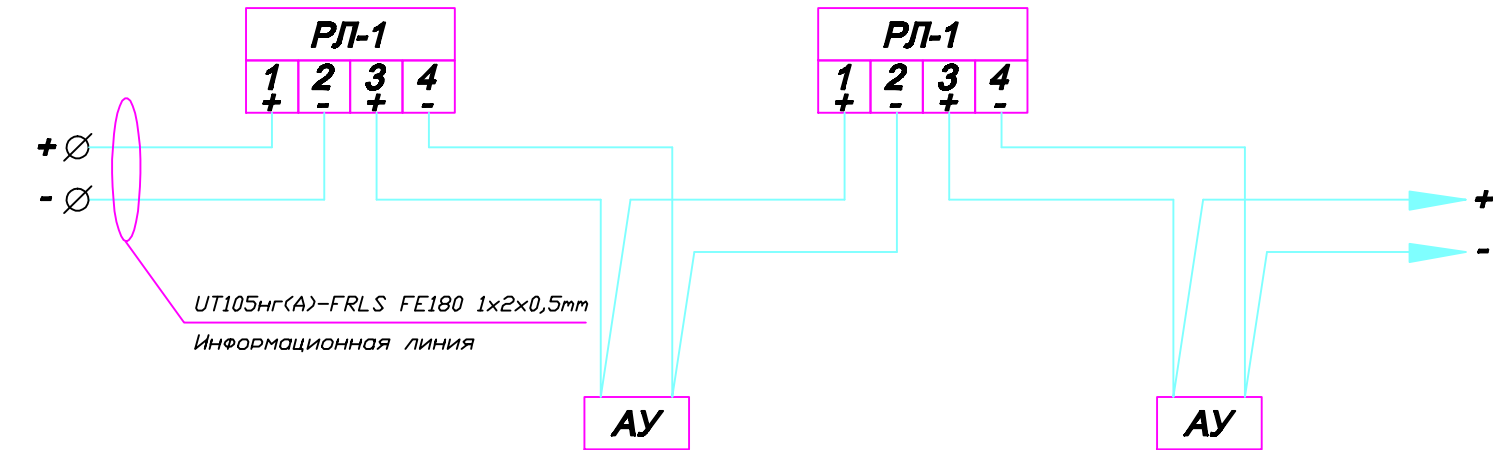 РЛ-1 РЛ-1
1 2 3 4 1 2 3 4
+ - + - + - + -
+
- +
-
UT105нг(А)-FRLS FE180 1x2x0,5mm
Информационная линия
АУ АУ